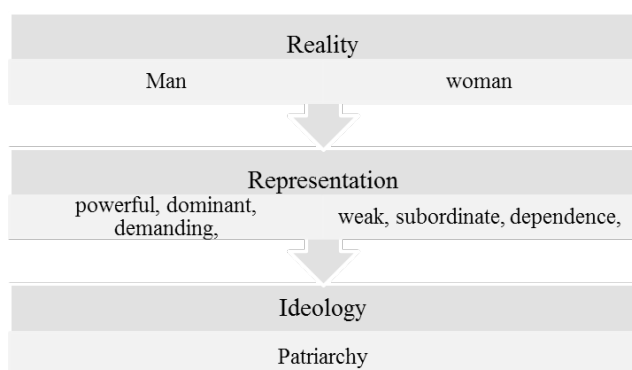 Reality
Man woman
Representation
powerful, dominant,
demanding,
weak, subordinate, dependence,
Ideology
Patriarchy